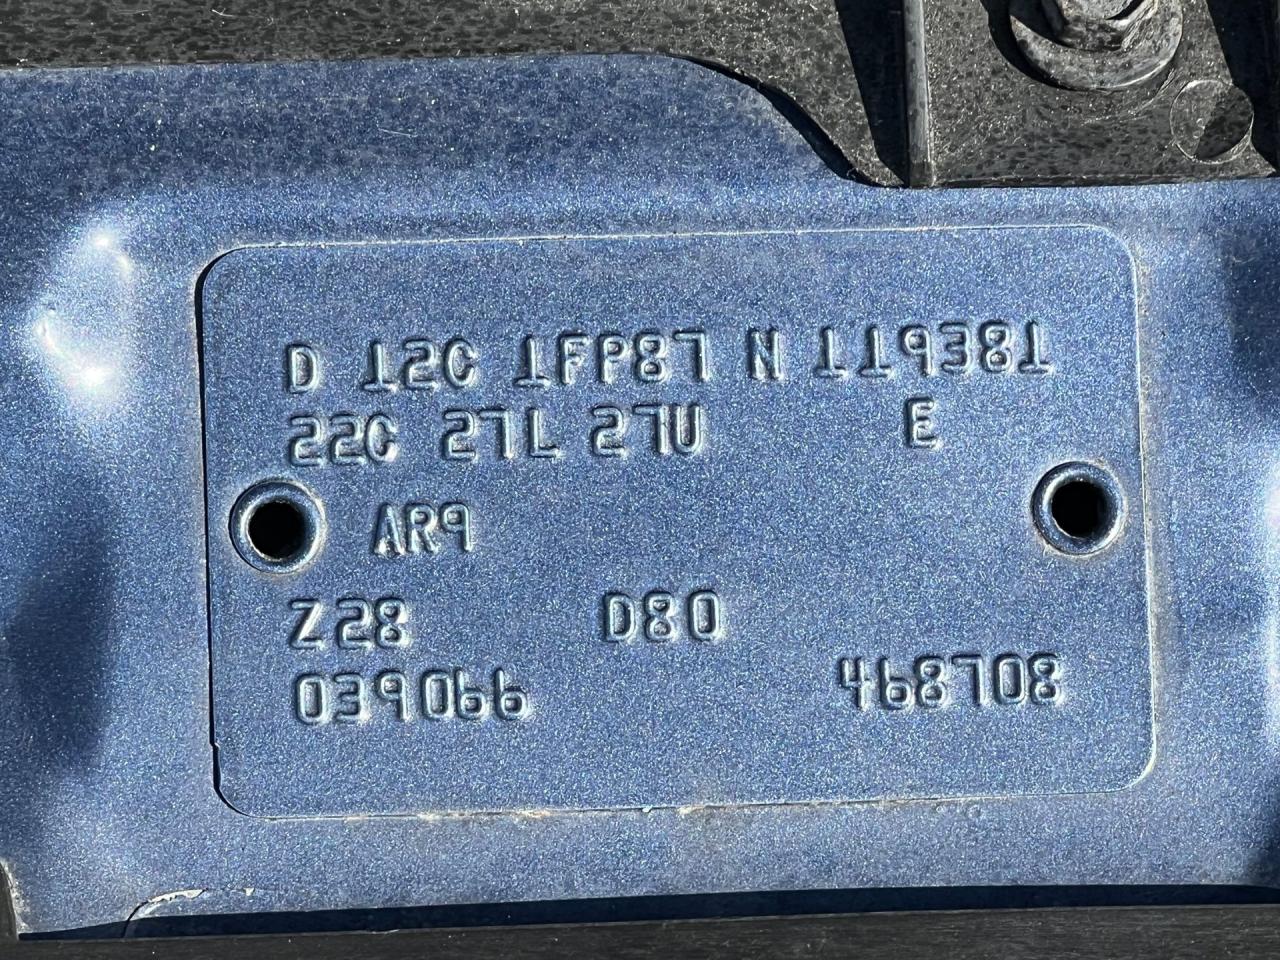 D 12C 1FP87 N 119381
22C 27L 27U E
AR9
Z28 D80
039066 468708